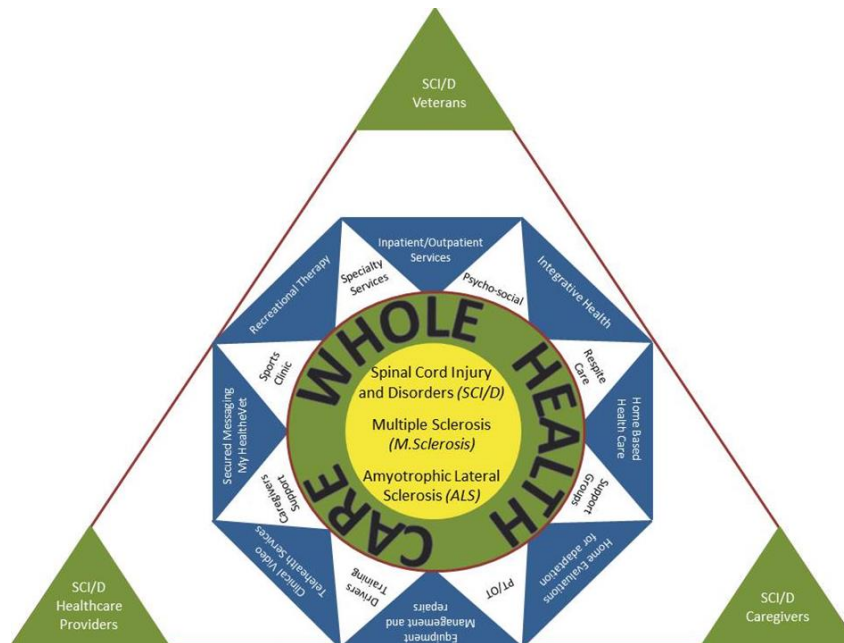 SCI/D
Veterans
Inpatient/Outpatient
Services
Psycho-social
Integrative Health
Respite
Care
Home Based
Health Care
Support
Groups
Home Evaluations
for adaptation
PT/OT
Equipment
Management and
repairs
Drivers
Training
Clinical Video
Telehealth Services
Caregivers
Support
Secured Messaging
My HealtheVet
Sports
Clinic
Recreational Therapy
Specialty
Services
WHOLE HEALTH CARE
Spinal Cord Injury
and Disorders (SCI/D)
Multiple Sclerosis
(M.Sclerosis)
Amyotrophic Lateral
Sclerosis (ALS)
SCI/D
Healthcare
Providers
SCI/D
Caregivers